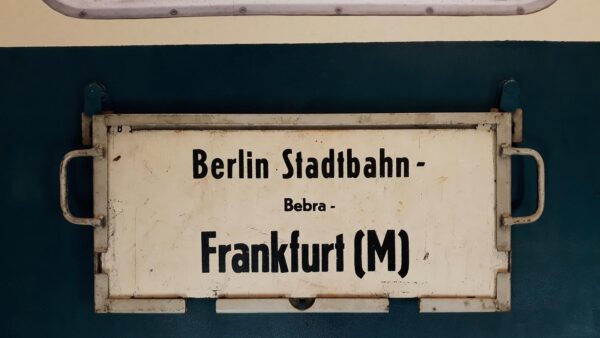 Berlin Stadtbahn -
Bebra -
Frankfurt (M)